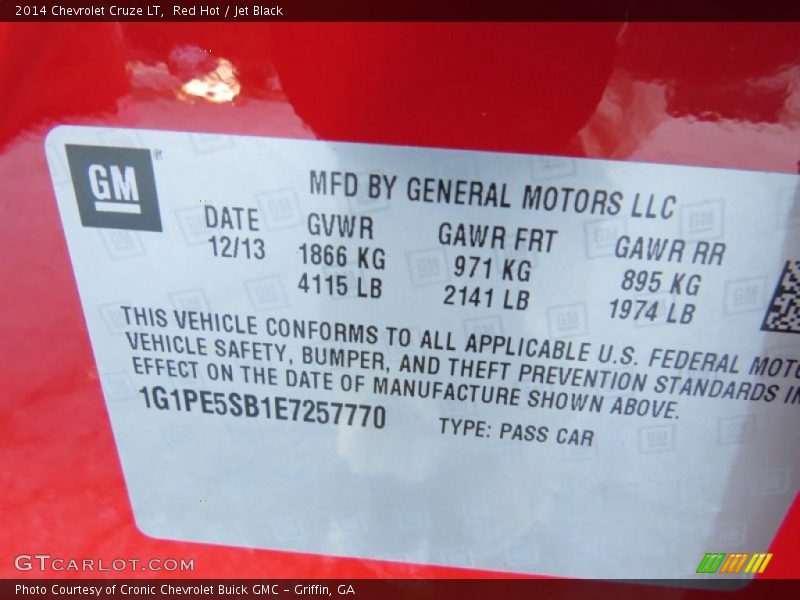 2014 Chevrolet Cruze LT, Red Hot / Jet Black
GM
MFD BY GENERAL MOTORS LLC
DATE GVWR GAWR FRT GAWR RR
12/13 1866 KG 971 KG 895 KG
4115 LB 2141 LB 1974 LB
THIS VEHICLE CONFORMS TO ALL APPLICABLE U.S. FEDERAL MOTO
VEHICLE SAFETY, BUMPER, AND THEFT PREVENTION STANDARDS IN
EFFECT ON THE DATE OF MANUFACTURE SHOWN ABOVE.
1G1PE5SB1E7257770 TYPE: PASS CAR
GTCARLOT.COM
Photo Courtesy of Cronic Chevrolet Buick GMC – Griffin, GA